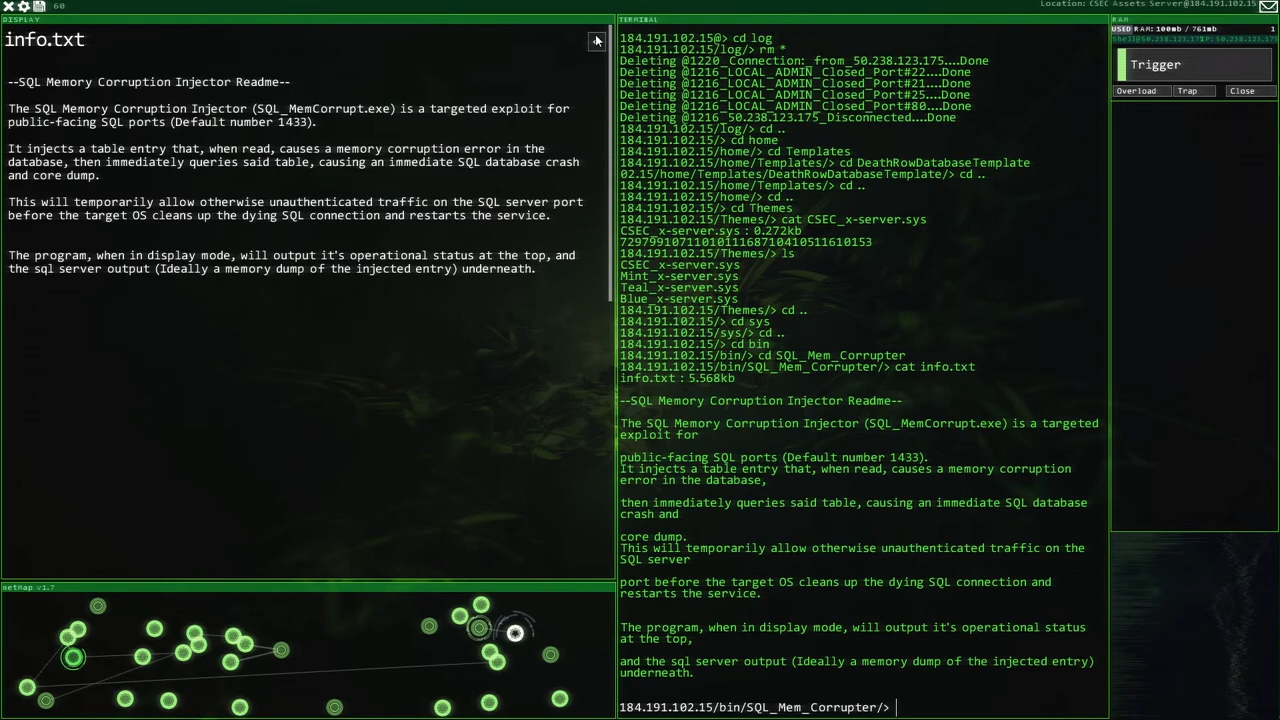 60
Location: CSEC Assets Server@184.191.102.15
DISPLAY
info.txt
--SQL Memory Corruption Injector Readme--
The SQL Memory Corruption Injector (SQL_MemCorrupt.exe) is a targeted exploit for
public-facing SQL ports (Default number 1433).
It injects a table entry that, when read, causes a memory corruption error in the
database, then immediately queries said table, causing an immediate SQL database crash
and core dump.
This will temporarily allow otherwise unauthenticated traffic on the SQL server port
before the target OS cleans up the dying SQL connection and restarts the service.
The program, when in display mode, will output it's operational status at the top, and
the sql server output (Ideally a memory dump of the injected entry) underneath.
netMap v1.7
TERMINAL
184.191.102.15@> cd log
184.191.102.15/log/> rm *
Deleting @1220_Connection:_from_50.238.123.175....Done
Deleting @1216_LOCAL_ADMIN_Closed_Port#22....Done
Deleting @1216_LOCAL_ADMIN_Closed_Port#21....Done
Deleting @1216_LOCAL_ADMIN_Closed_Port#25....Done
Deleting @1216_LOCAL_ADMIN_Closed_Port#80....Done
Deleting @1216_50.238.123.175_Disconnected....Done
184.191.102.15/log/> cd ..
184.191.102.15/> cd home
184.191.102.15/home/> cd Templates
184.191.102.15/home/Templates/> cd DeathRowDatabaseTemplate
02.15/home/Templates/DeathRowDatabaseTemplate/> cd ..
184.191.102.15/home/Templates/> cd ..
184.191.102.15/home/> cd ..
184.191.102.15/> cd Themes
184.191.102.15/Themes/> cat CSEC_x-server.sys
CSEC_x-server.sys : 0.272kb
72979910711010111687104105116 10153
184.191.102.15/Themes/> ls
CSEC_x-server.sys
Mint_x-server.sys
Teal_x-server.sys
Blue_x-server.sys
184.191.102.15/Themes/> cd ..
184.191.102.15/> cd sys
184.191.102.15/sys/> cd ..
184.191.102.15/> cd bin
184.191.102.15/bin/> cd SQL_Mem_Corrupter
184.191.102.15/bin/SQL_Mem_Corrupter/> cat info.txt
info.txt : 5.568kb
--SQL Memory Corruption Injector Readme--
The SQL Memory Corruption Injector (SQL_MemCorrupt.exe) is a targeted
exploit for
public-facing SQL ports (Default number 1433).
It injects a table entry that, when read, causes a memory corruption
error in the database,
then immediately queries said table, causing an immediate SQL database
crash and
core dump.
This will temporarily allow otherwise unauthenticated traffic on the
SQL server
port before the target OS cleans up the dying SQL connection and
restarts the service.
The program, when in display mode, will output it's operational status
at the top,
and the sql server output (Ideally a memory dump of the injected entry)
underneath.
184.191.102.15/bin/SQL_Mem_Corrupter/>
RAM
USED RAM: 100mb / 761mb 1
Trigger
Overload Trap Close